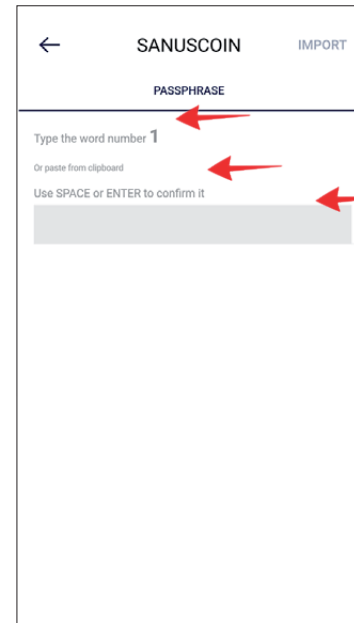 SANUSCOIN IMPORT
PASSPHRASE
Type the word number 1
Or paste from clipboard
Use SPACE or ENTER to confirm it